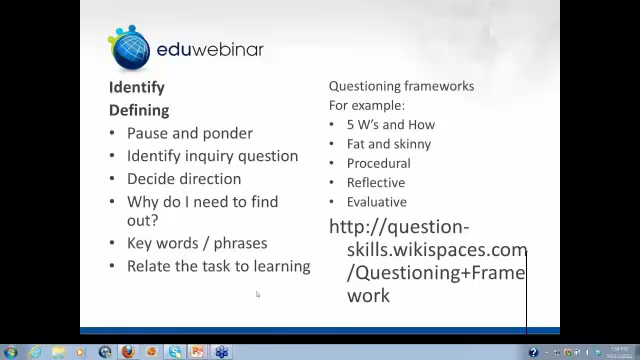 eduwebinar
Identify
Defining
• Pause and ponder
• Identify inquiry question
• Decide direction
• Why do I need to find
out?
• Key words / phrases
• Relate the task to learning
Questioning frameworks
For example:
• 5 W's and How
• Fat and skinny
• Procedural
• Reflective
• Evaluative
http://question-
skills.wikispaces.com
/Questioning+Frame
work